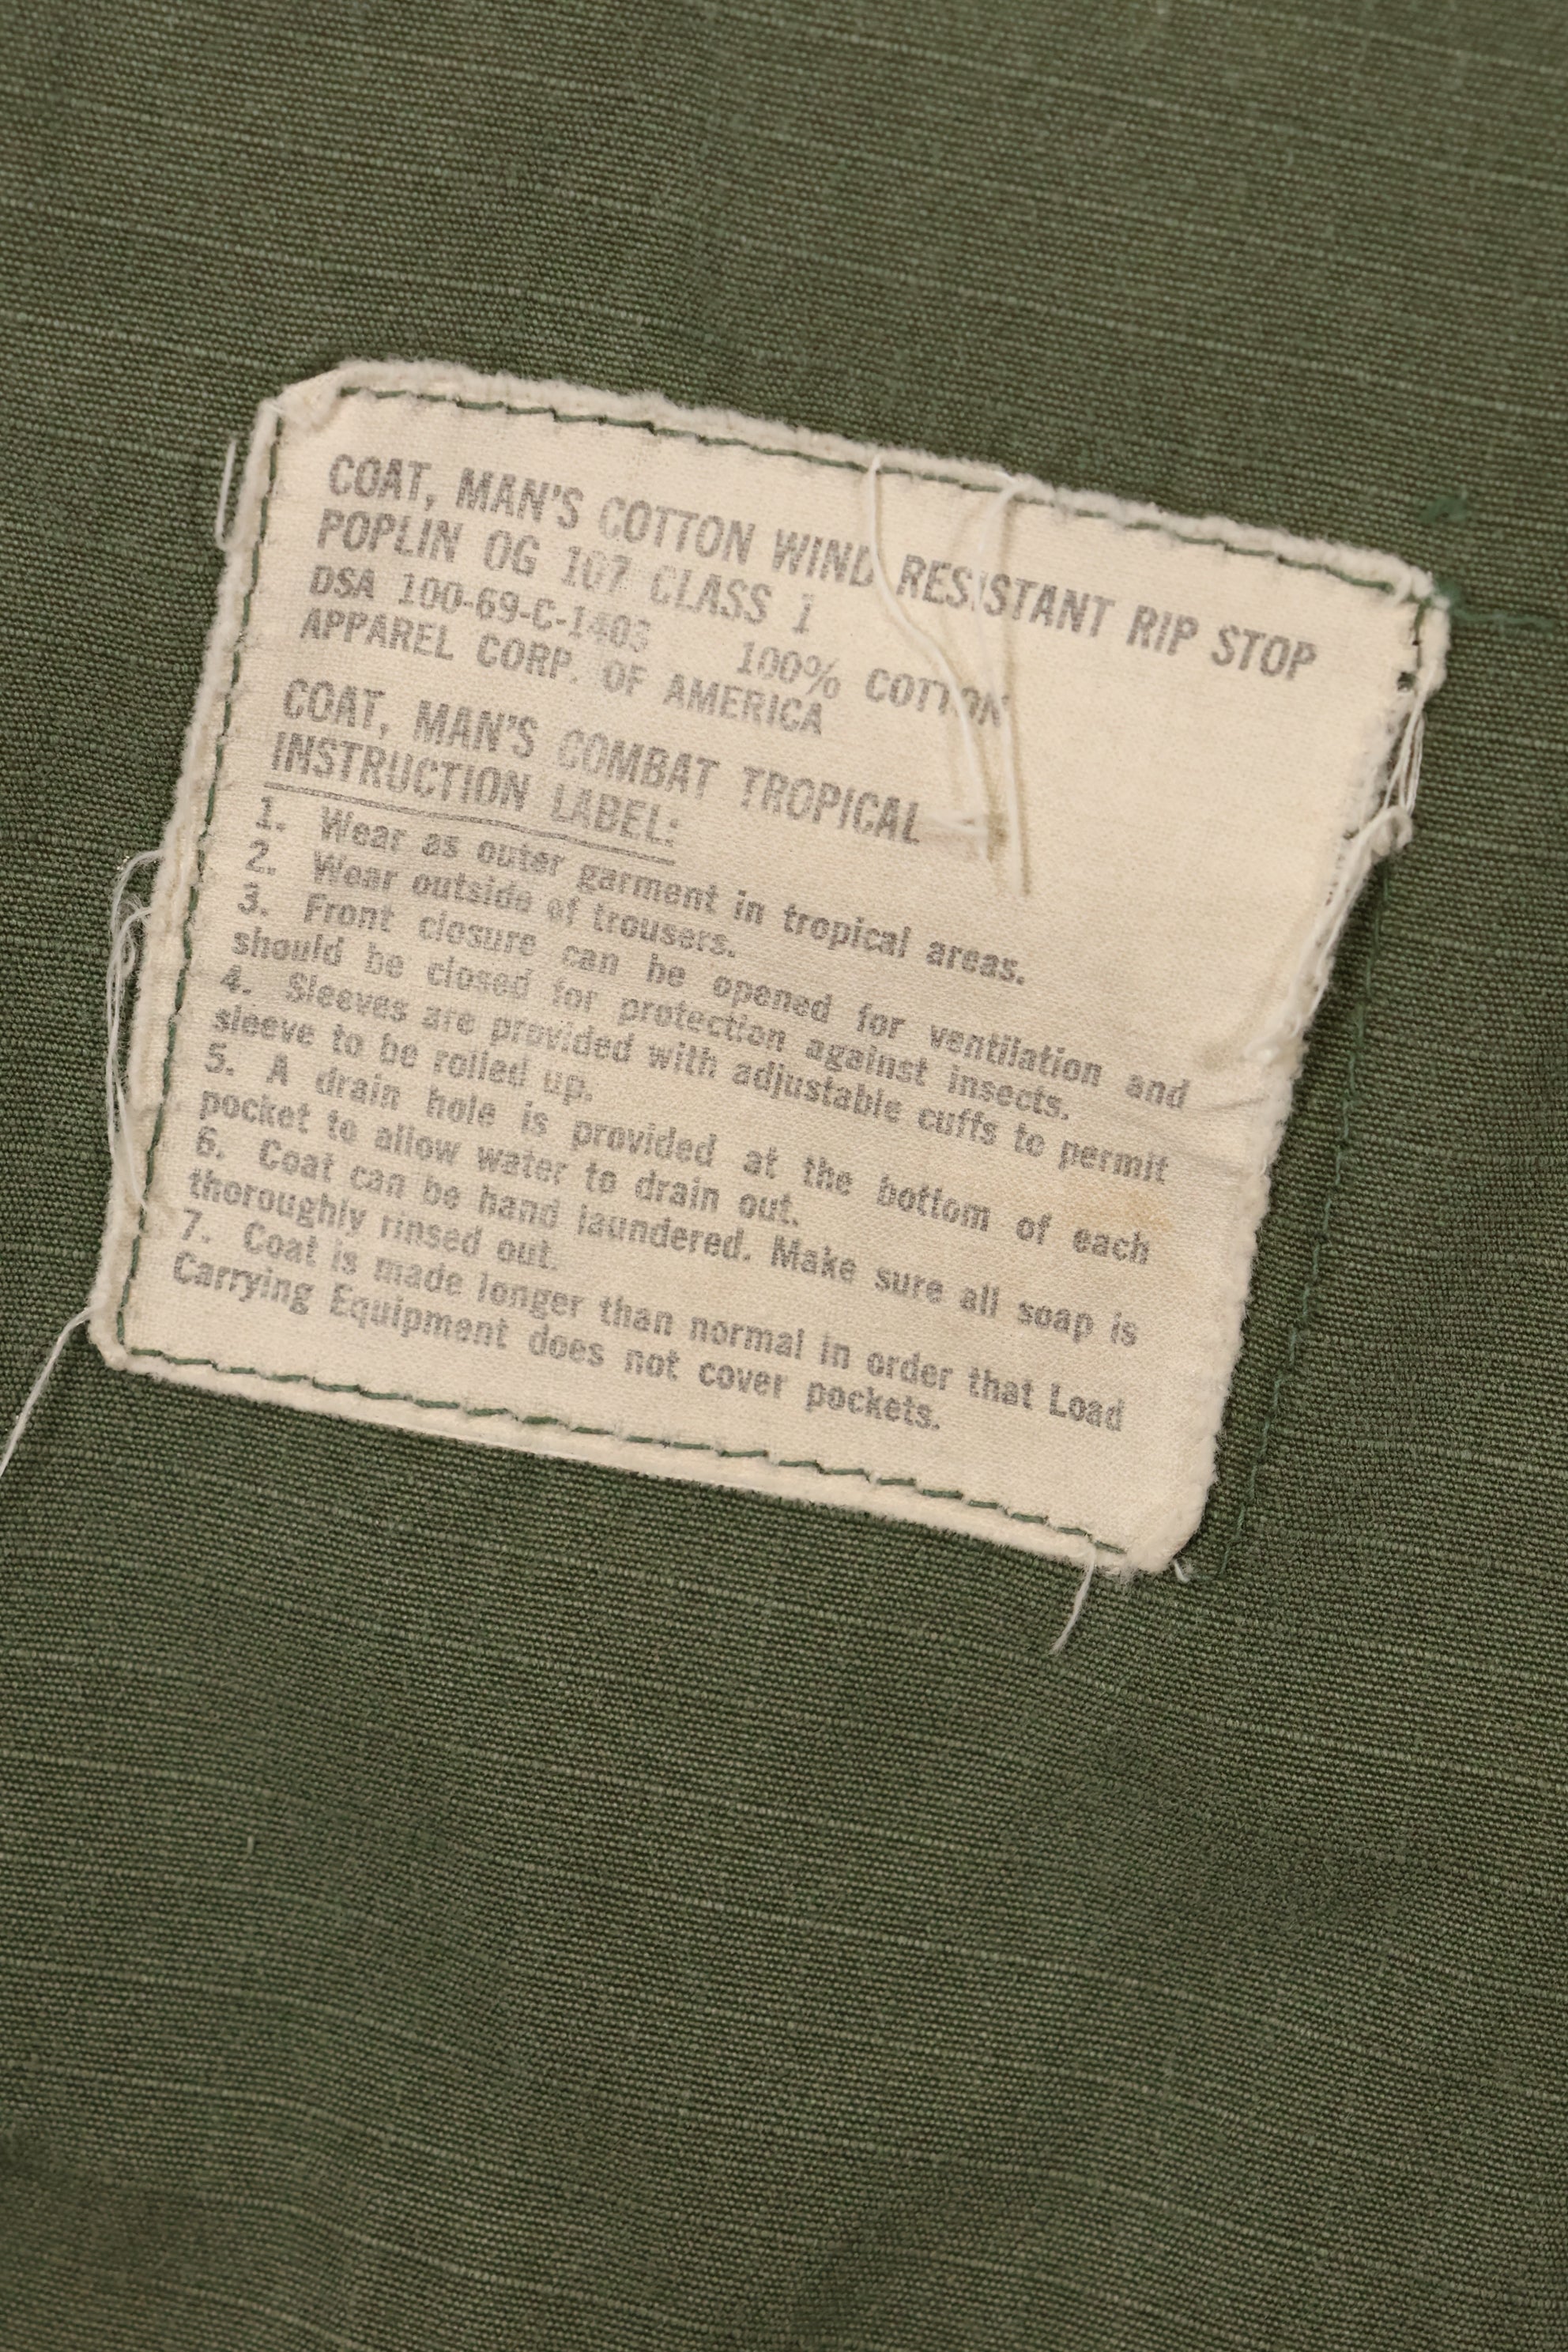 COAT, MAN'S COTTON WIND RESISTANT RIP STOP
POPLIN OG 107 CLASS 1
DSA 100-69-C-1403 100% COTTON
APPAREL CORP. OF AMERICA
COAT, MAN'S COMBAT TROPICAL
INSTRUCTION LABEL:
1. Wear as outer garment in tropical areas.
2. Wear outside of trousers.
3. Front closure can be opened for ventilation and
should be closed for protection against insects.
4. Sleeves are provided with adjustable cuffs to permit
sleeve to be rolled up.
5. A drain hole is provided at the bottom of each
pocket to allow water to drain out.
6. Coat can be hand laundered. Make sure all soap is
thoroughly rinsed out.
7. Coat is made longer than normal in order that Load
Carrying Equipment does not cover pockets.